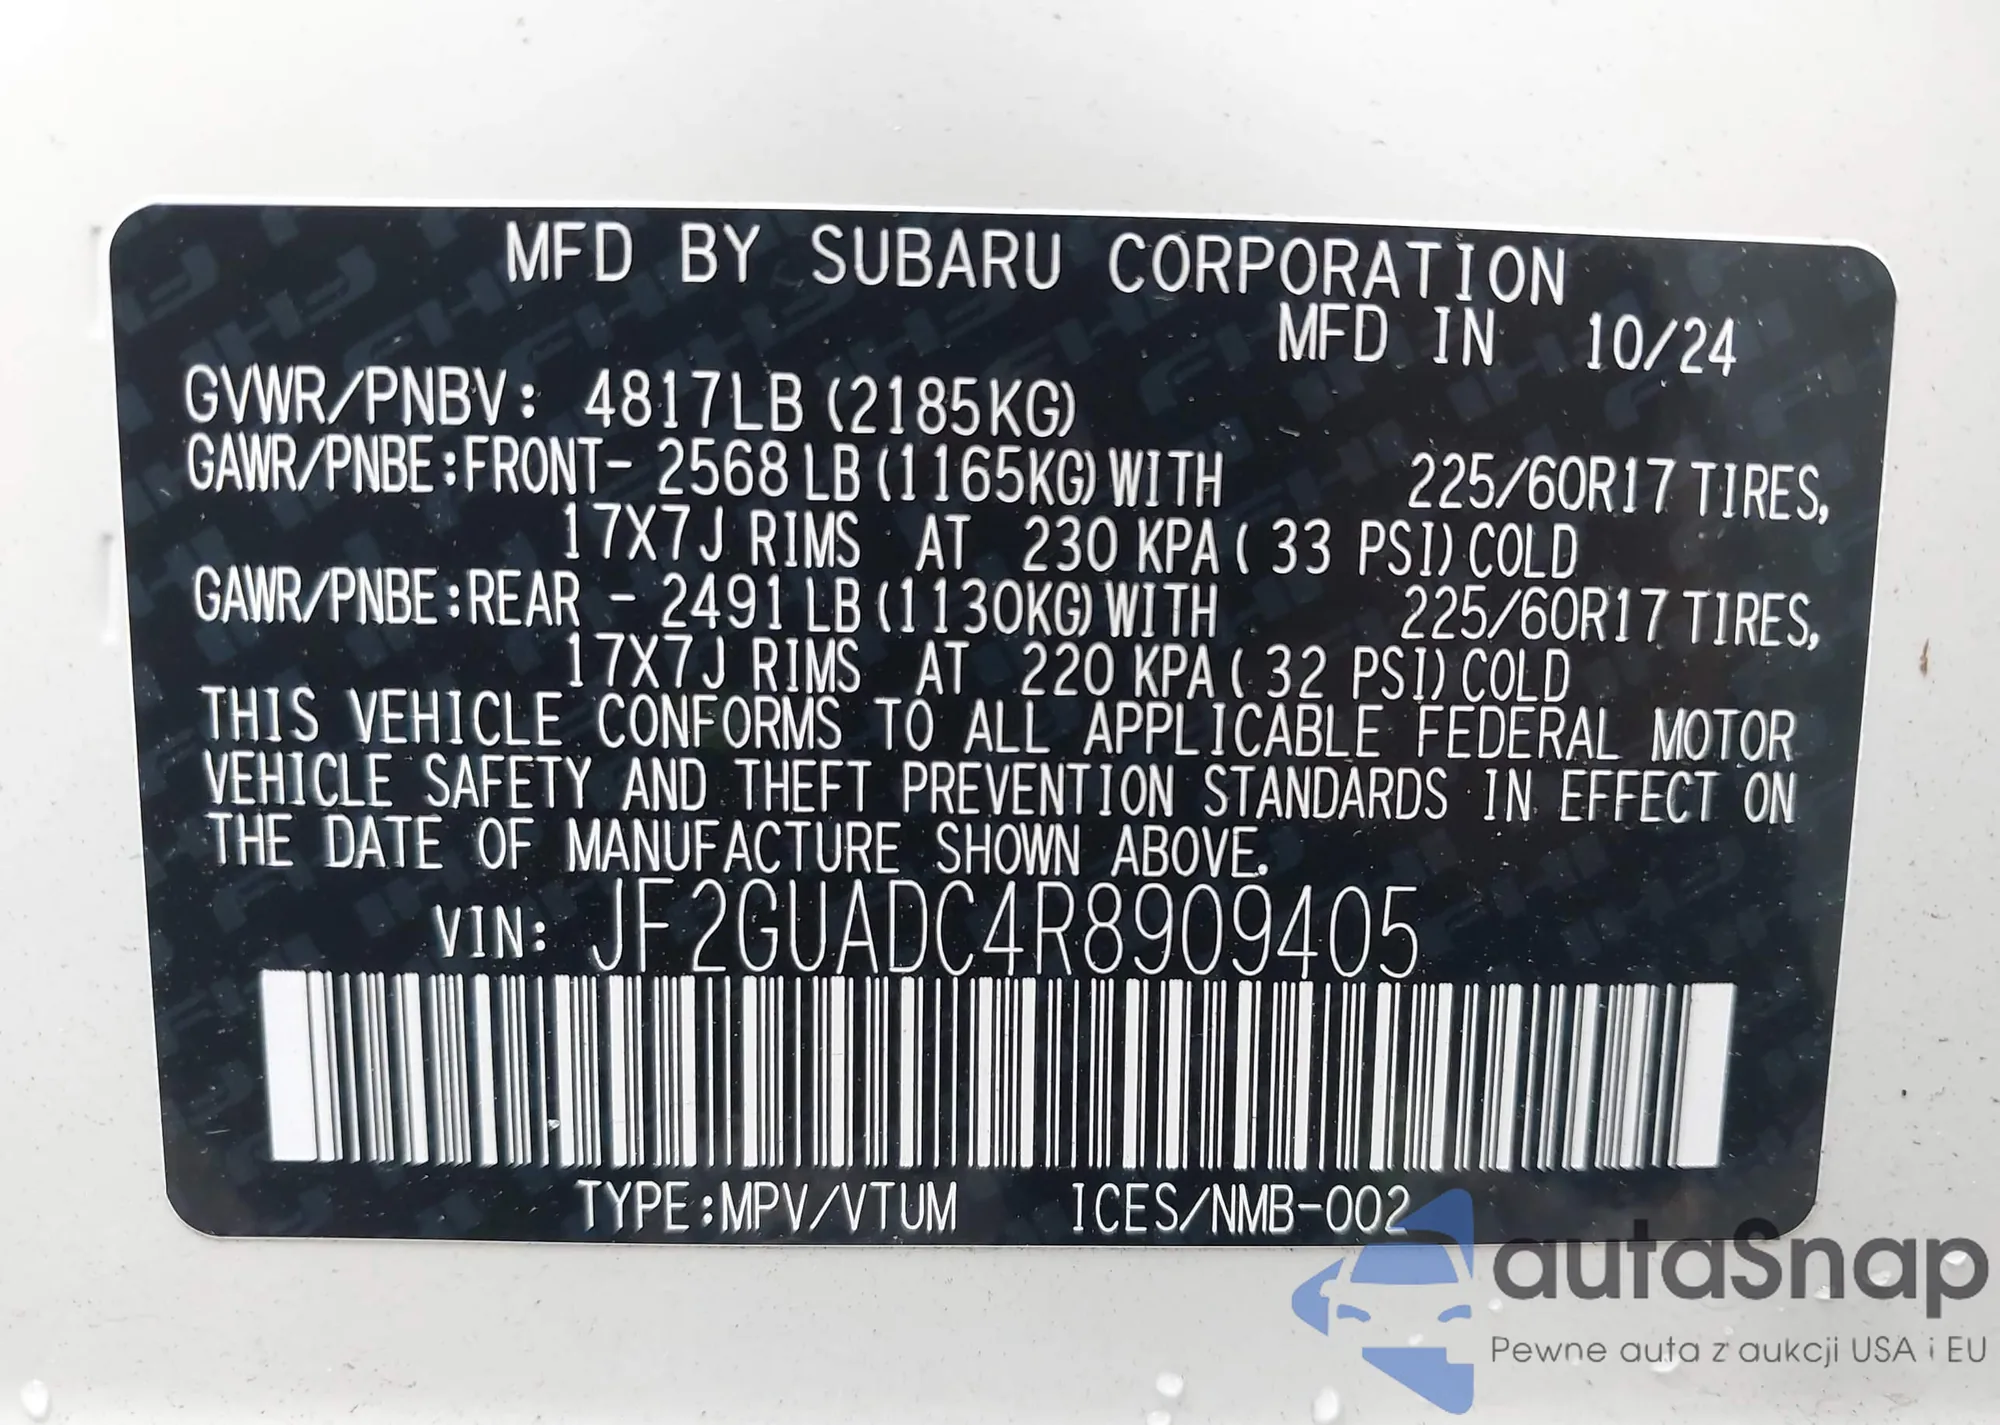 MFD BY SUBARU CORPORATION
MFD IN 10/24
GVWR/PNBV: 4817LB (2185KG)
GAWR/PNBE:FRONT- 2568 LB (1165KG) WITH 225/60R17 TIRES,
17X7J RIMS AT 230 KPA ( 33 PSI) COLD
GAWR/PNBE:REAR - 2491 LB (1130KG) WITH 225/60R17 TIRES,
17X7J RIMS AT 220 KPA ( 32 PSI) COLD
THIS VEHICLE CONFORMS TO ALL APPLICABLE FEDERAL MOTOR
VEHICLE SAFETY AND THEFT PREVENTION STANDARDS IN EFFECT ON
THE DATE OF MANUFACTURE SHOWN ABOVE.
VIN: JF2GUADC4R8909405
TYPE:MPV/VTUM ICES/NMB-002
autaSnap
Pewne auta z aukcji USA i EU